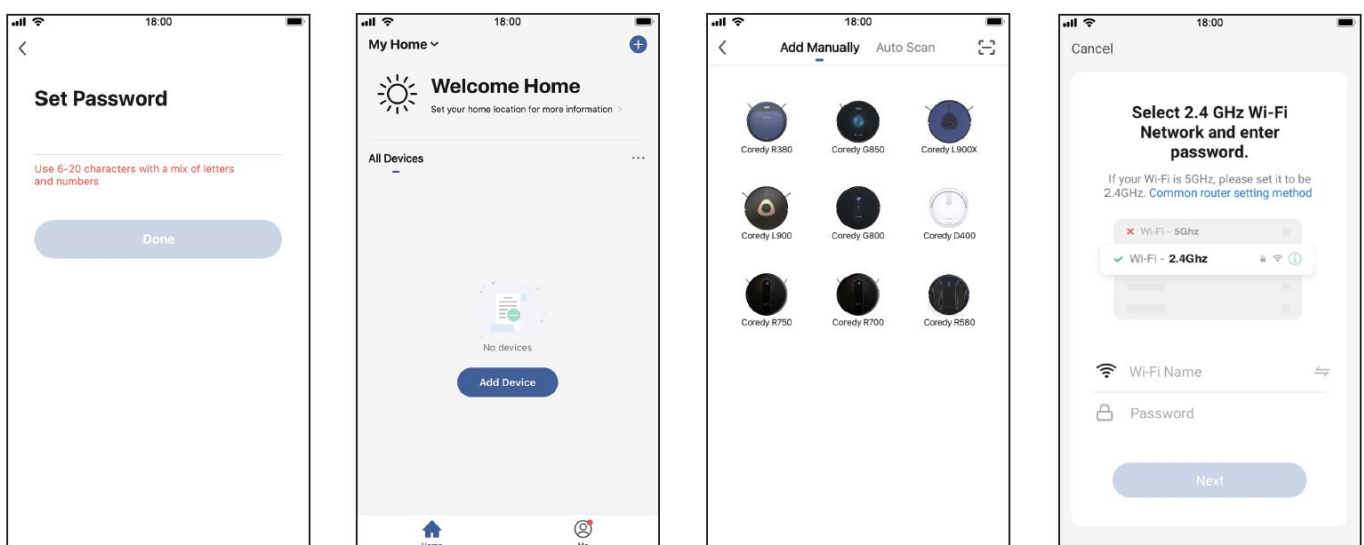 18:00
Set Password
Use 6-20 characters with a mix of letters
and numbers
Done
18:00
My Home
Welcome Home
Set your home location for more information
All Devices
No devices
Add Device
Home
Me
18:00
Add Manually Auto Scan
Coredy R380 Coredy G850 Coredy L900X
Coredy L900 Coredy G800 Coredy D400
Coredy R750 Coredy R700 Coredy R580
18:00
Cancel
Select 2.4 GHz Wi-Fi
Network and enter
password.
If your Wi-Fi is 5GHz, please set it to be
2.4GHz. Common router setting method
Wi-Fi - 5Ghz
Wi-Fi - 2.4Ghz
Wi-Fi Name
Password
Next